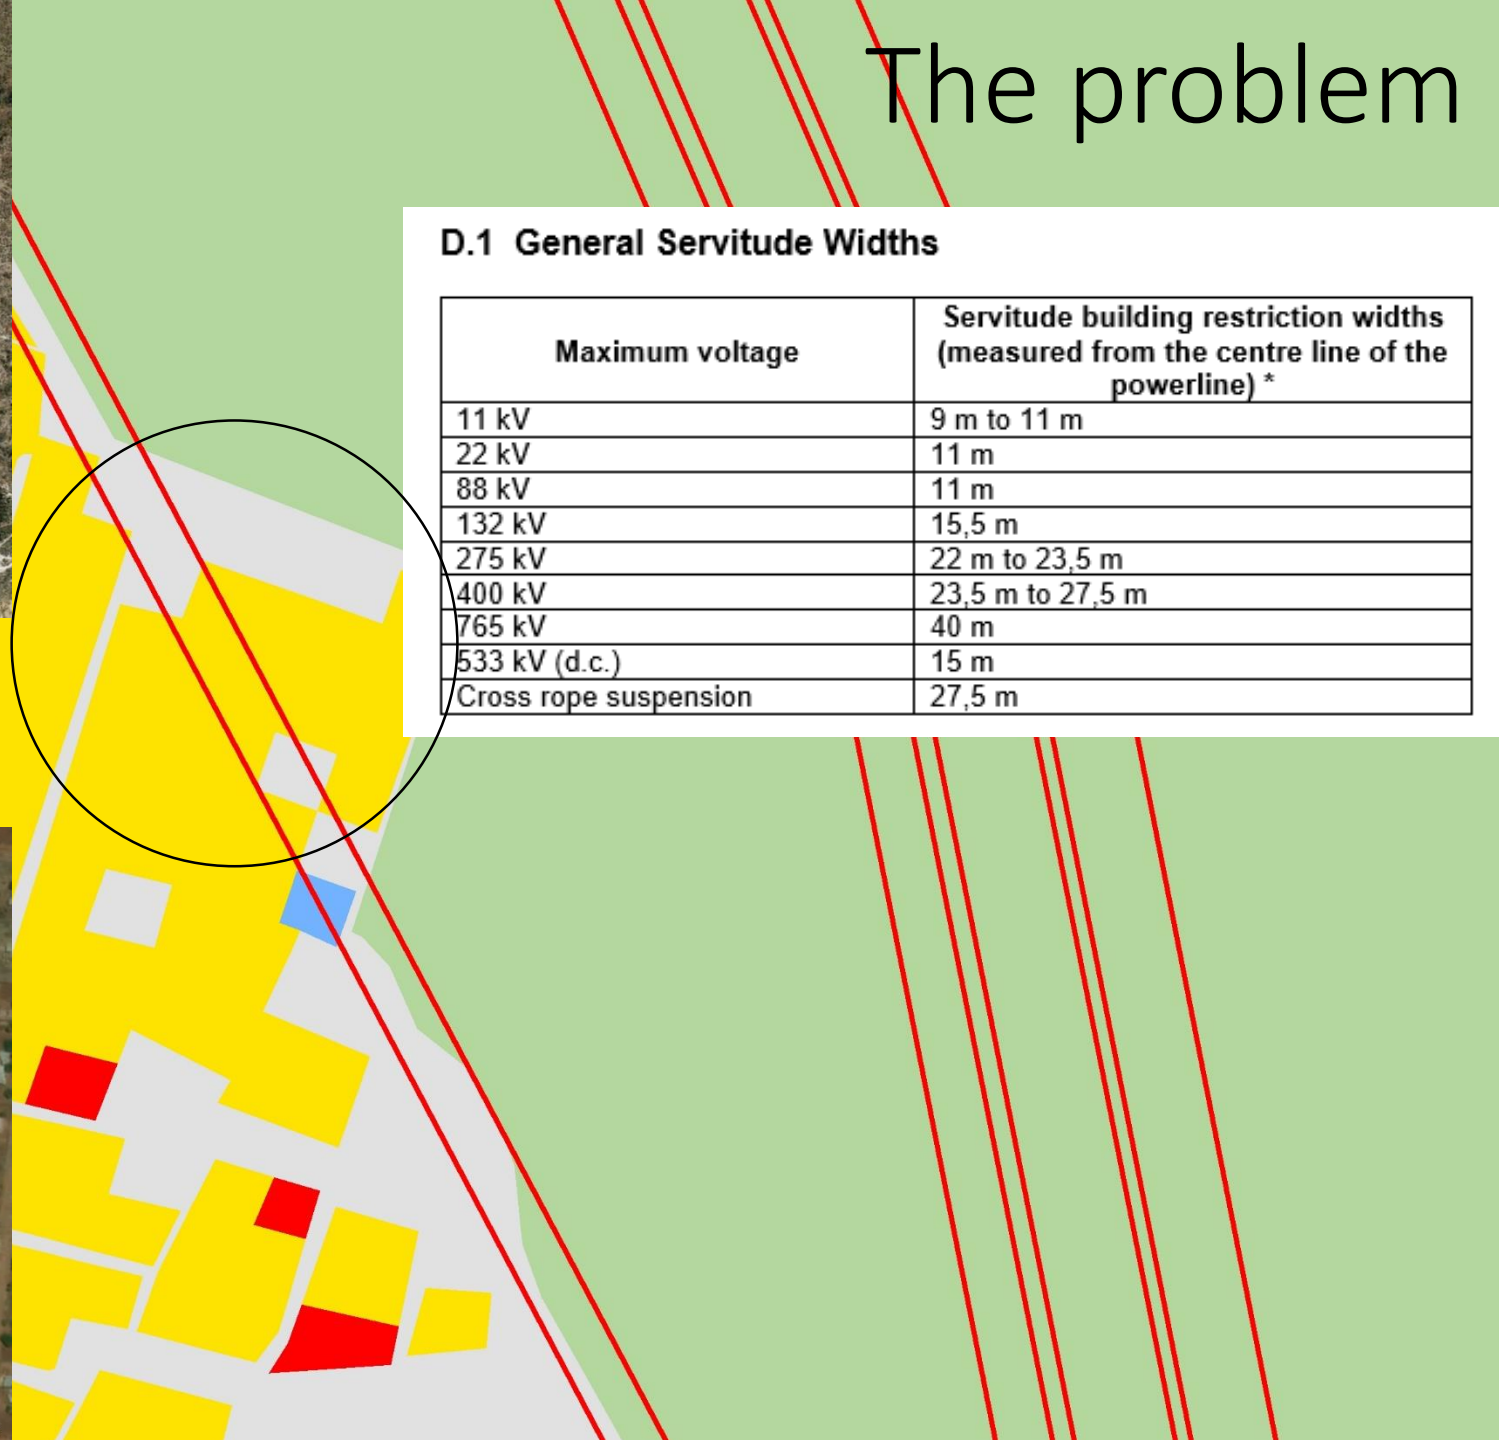 The problem
D.1 General Servitude Widths
Maximum voltage
Servitude building restriction widths
(measured from the centre line of the
powerline) *
11 kV 9 m to 11 m
22 kV 11 m
88 kV 11 m
132 kV 15,5 m
275 kV 22 m to 23,5 m
400 kV 23,5 m to 27,5 m
765 kV 40 m
533 kV (d.c.) 15 m
Cross rope suspension 27,5 m